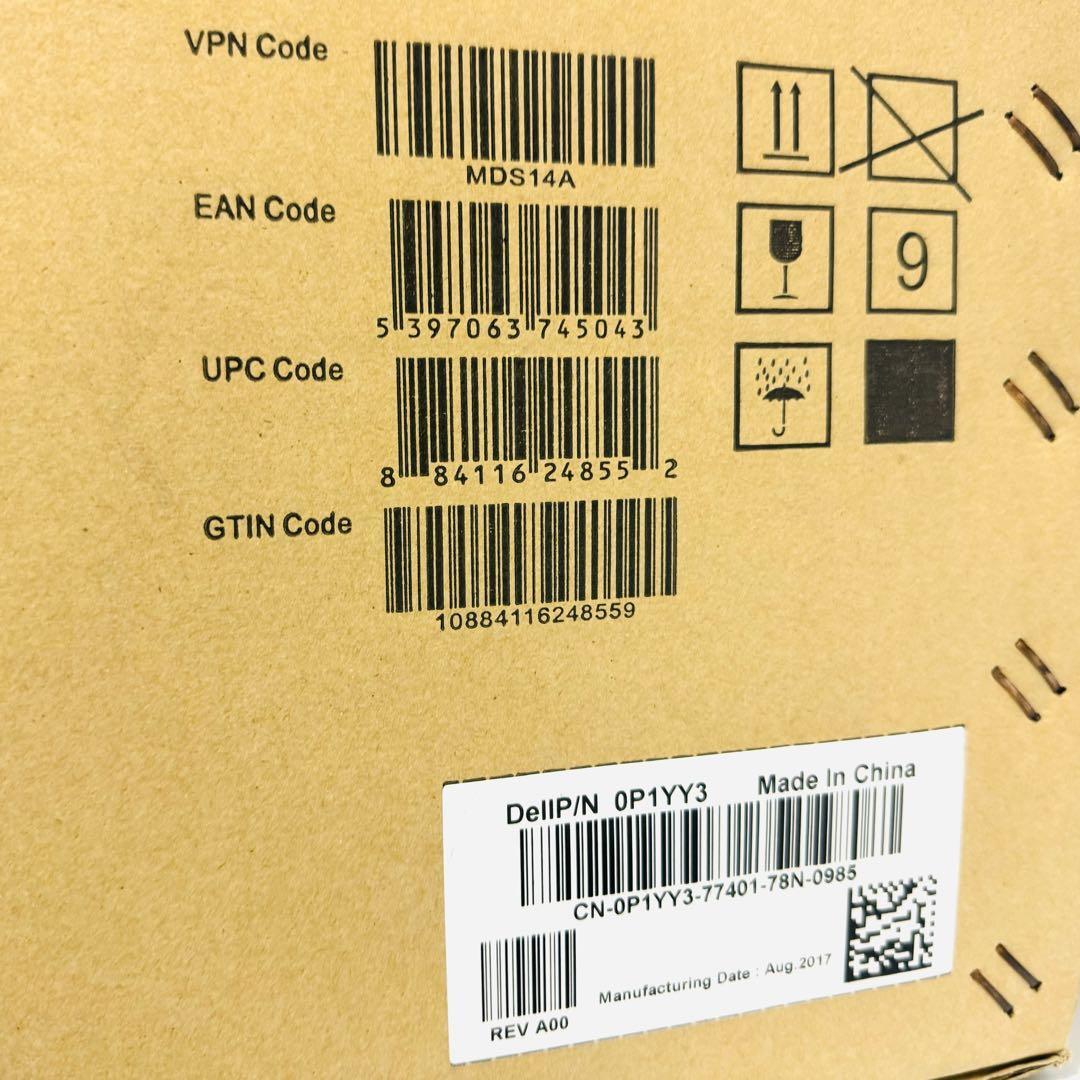 VPN Code
MDS14A
EAN Code
5 397063 745043
UPC Code
8 84116 24855 2
GTIN Code
10884116248559
9
DellP/N 0P1YY3 Made In China
CN-0P1YY3-77401-78N-0985
Manufacturing Date : Aug.2017
REV A00